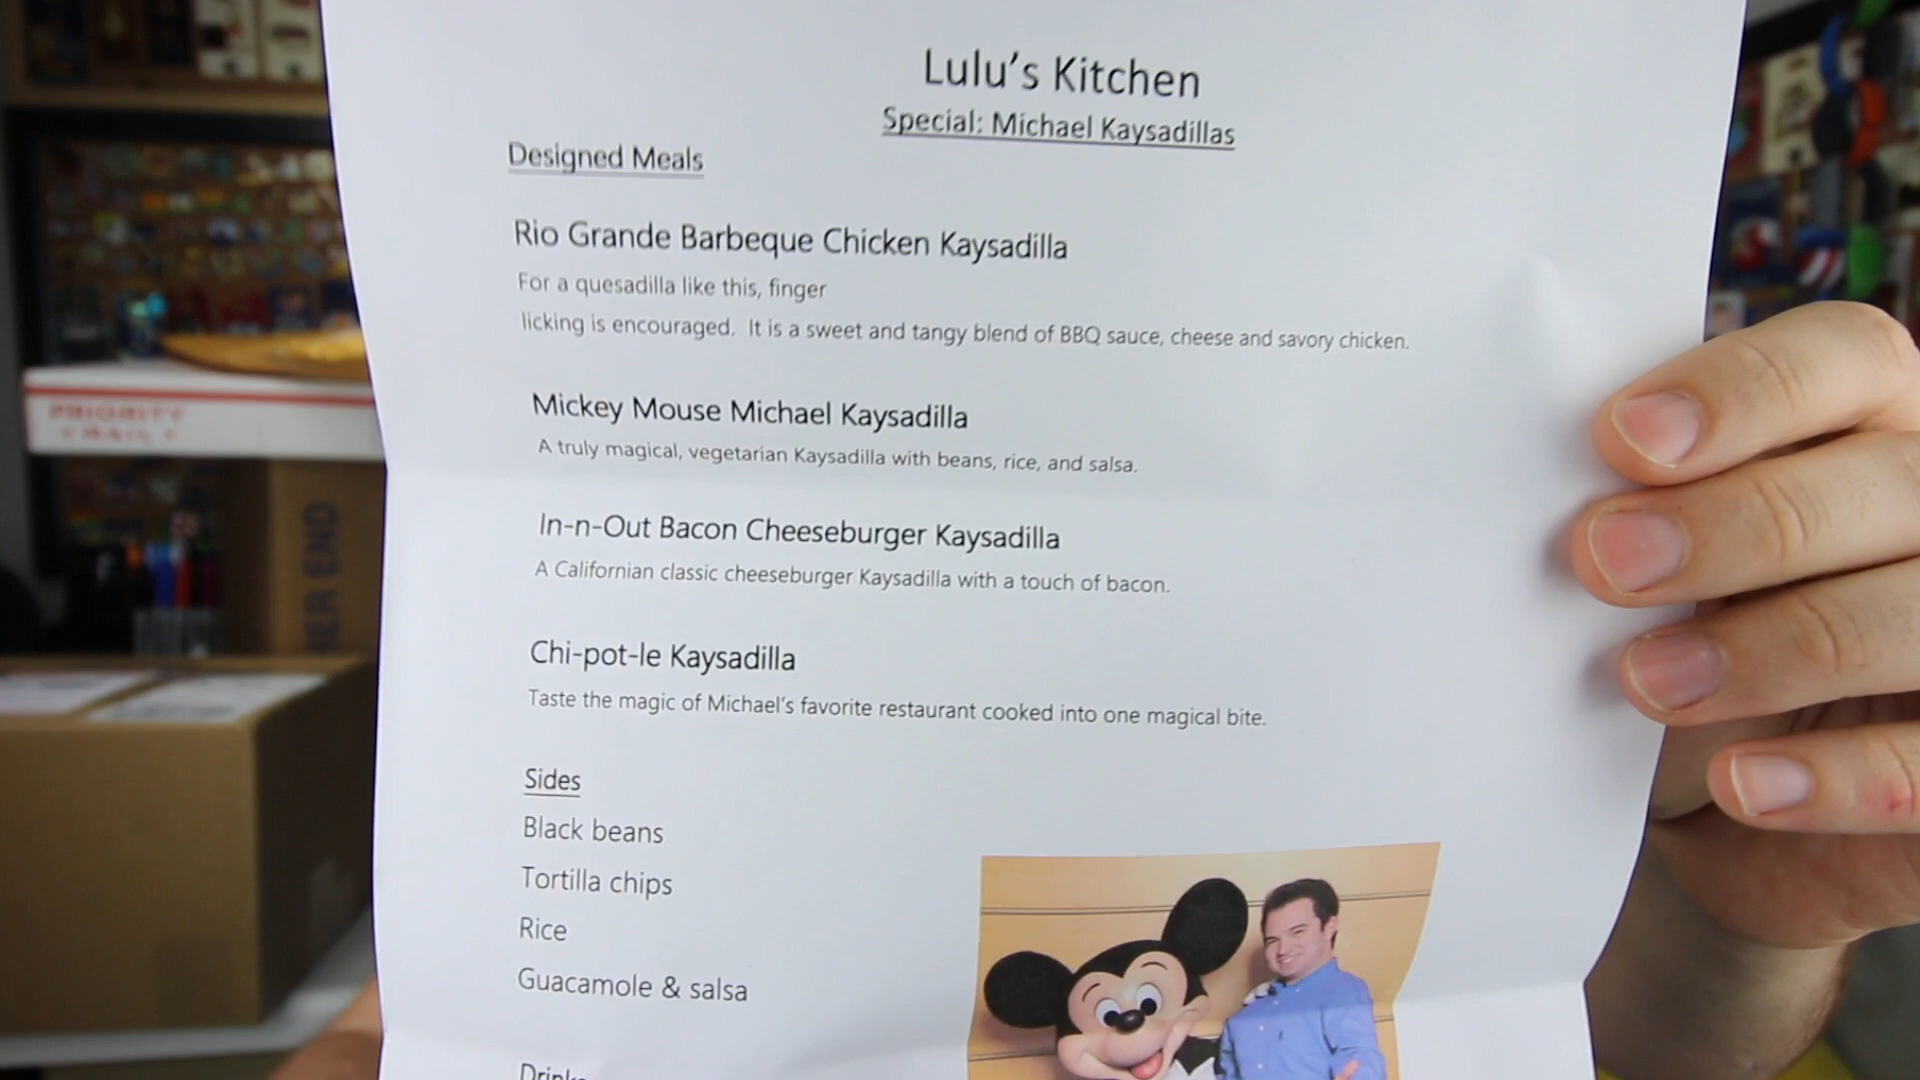 Lulu's Kitchen
Special: Michael Kaysadillas
Designed Meals
Rio Grande Barbeque Chicken Kaysadilla
For a quesadilla like this, finger
licking is encouraged. It is a sweet and tangy blend of BBQ sauce, cheese and savory chicken.
Mickey Mouse Michael Kaysadilla
A truly magical, vegetarian Kaysadilla with beans, rice, and salsa.
In-n-Out Bacon Cheeseburger Kaysadilla
A Californian classic cheeseburger Kaysadilla with a touch of bacon.
Chi-pot-le Kaysadilla
Taste the magic of Michael's favorite restaurant cooked into one magical bite.
Sides
Black beans
Tortilla chips
Rice
Guacamole & salsa
PRIORITY
MAIL
HER END